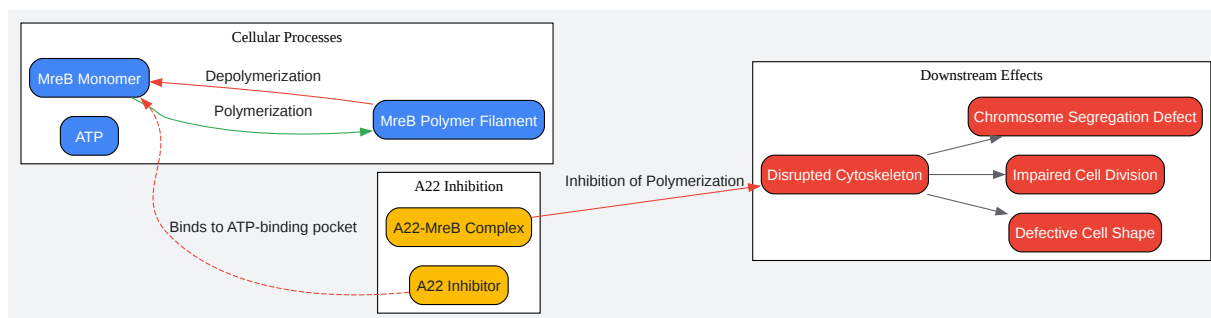 Cellular Processes
MreB Monomer
Depolymerization
Polymerization
MreB Polymer Filament
ATP
Binds to ATP-binding pocket
A22 Inhibition
A22-MreB Complex
A22 Inhibitor
Inhibition of Polymerization
Downstream Effects
Disrupted Cytoskeleton
Chromosome Segregation Defect
Impaired Cell Division
Defective Cell Shape